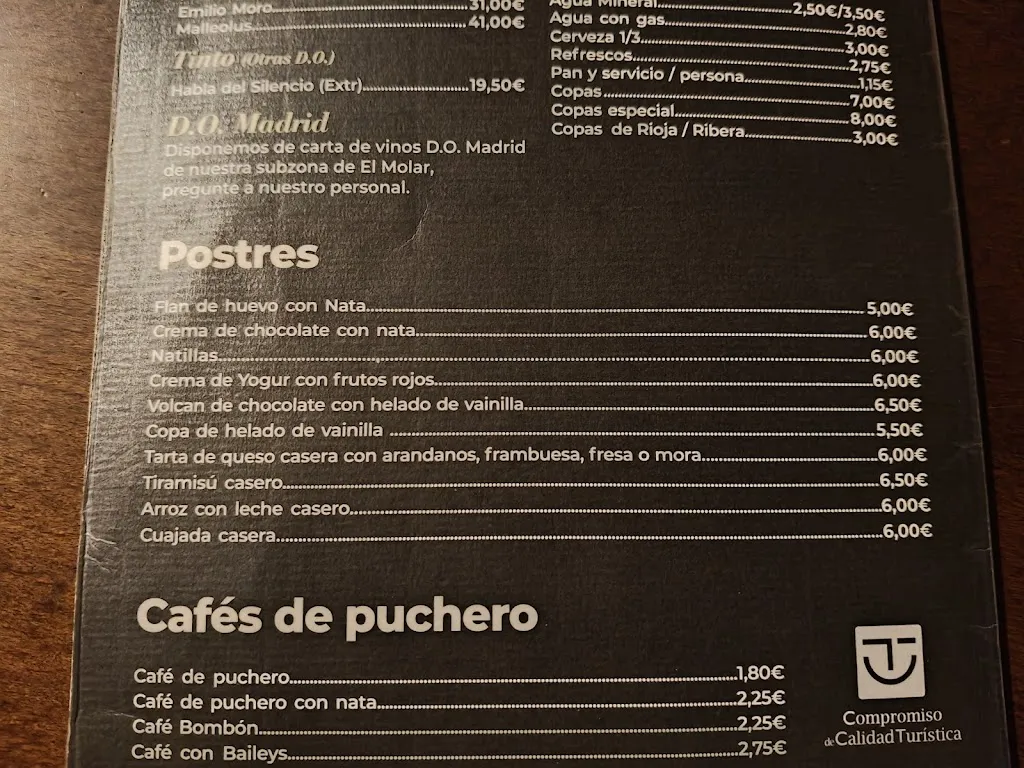 Emilio Moro 31,00€
Malleolus 41,00€
Tinto (Otras D.O.)
Habla del Silencio (Extr) 19,50€
D.O. Madrid
Disponemos de carta de vinos D.O. Madrid
de nuestra subzona de El Molar,
pregunte a nuestro personal.
Agua Mineral 2,50€/3,50€
Agua con gas 2,80€
Cerveza 1/3 3,00€
Refrescos 2,75€
Pan y servicio / persona 1,15€
Copas 7,00€
Copas especial 8,00€
Copas de Rioja / Ribera 3,00€
Postres
Flan de huevo con Nata 5,00€
Crema de chocolate con nata 6,00€
Natillas 6,00€
Crema de Yogur con frutos rojos 6,00€
Volcan de chocolate con helado de vainilla 6,50€
Copa de helado de vainilla 5,50€
Tarta de queso casera con arandanos, frambuesa, fresa o mora 6,00€
Tiramisú casero 6,50€
Arroz con leche casero 6,00€
Cuajada casera 6,00€
Cafés de puchero
Café de puchero 1,80€
Café de puchero con nata 2,25€
Café Bombón 2,25€
Café con Baileys 2,75€
Compromiso
de Calidad Turística